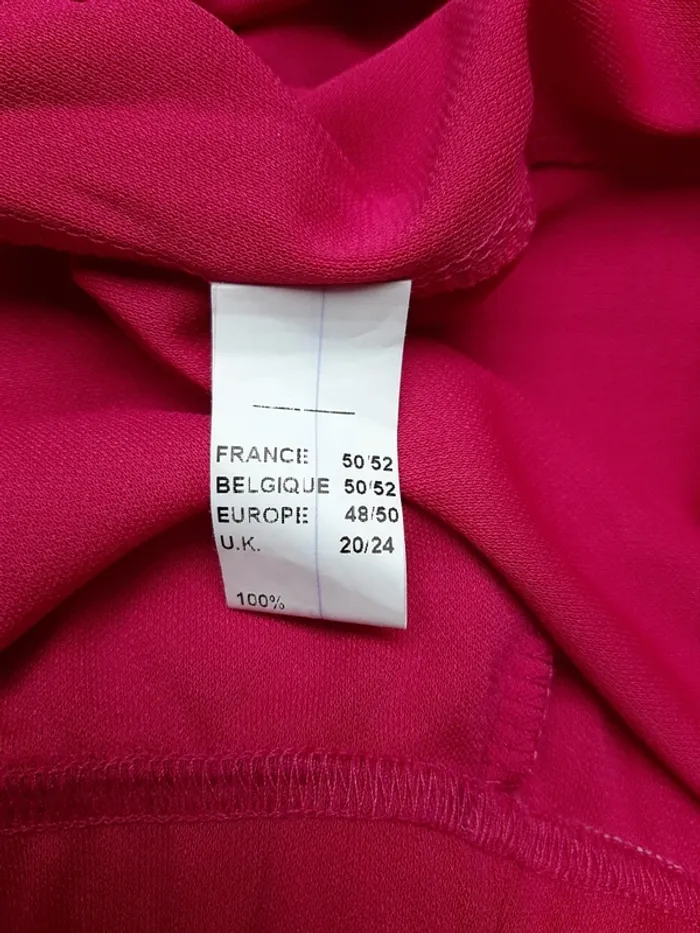 FRANCE 50/52
BELGIQUE 50/52
EUROPE 48/50
U.K. 20/24
100%